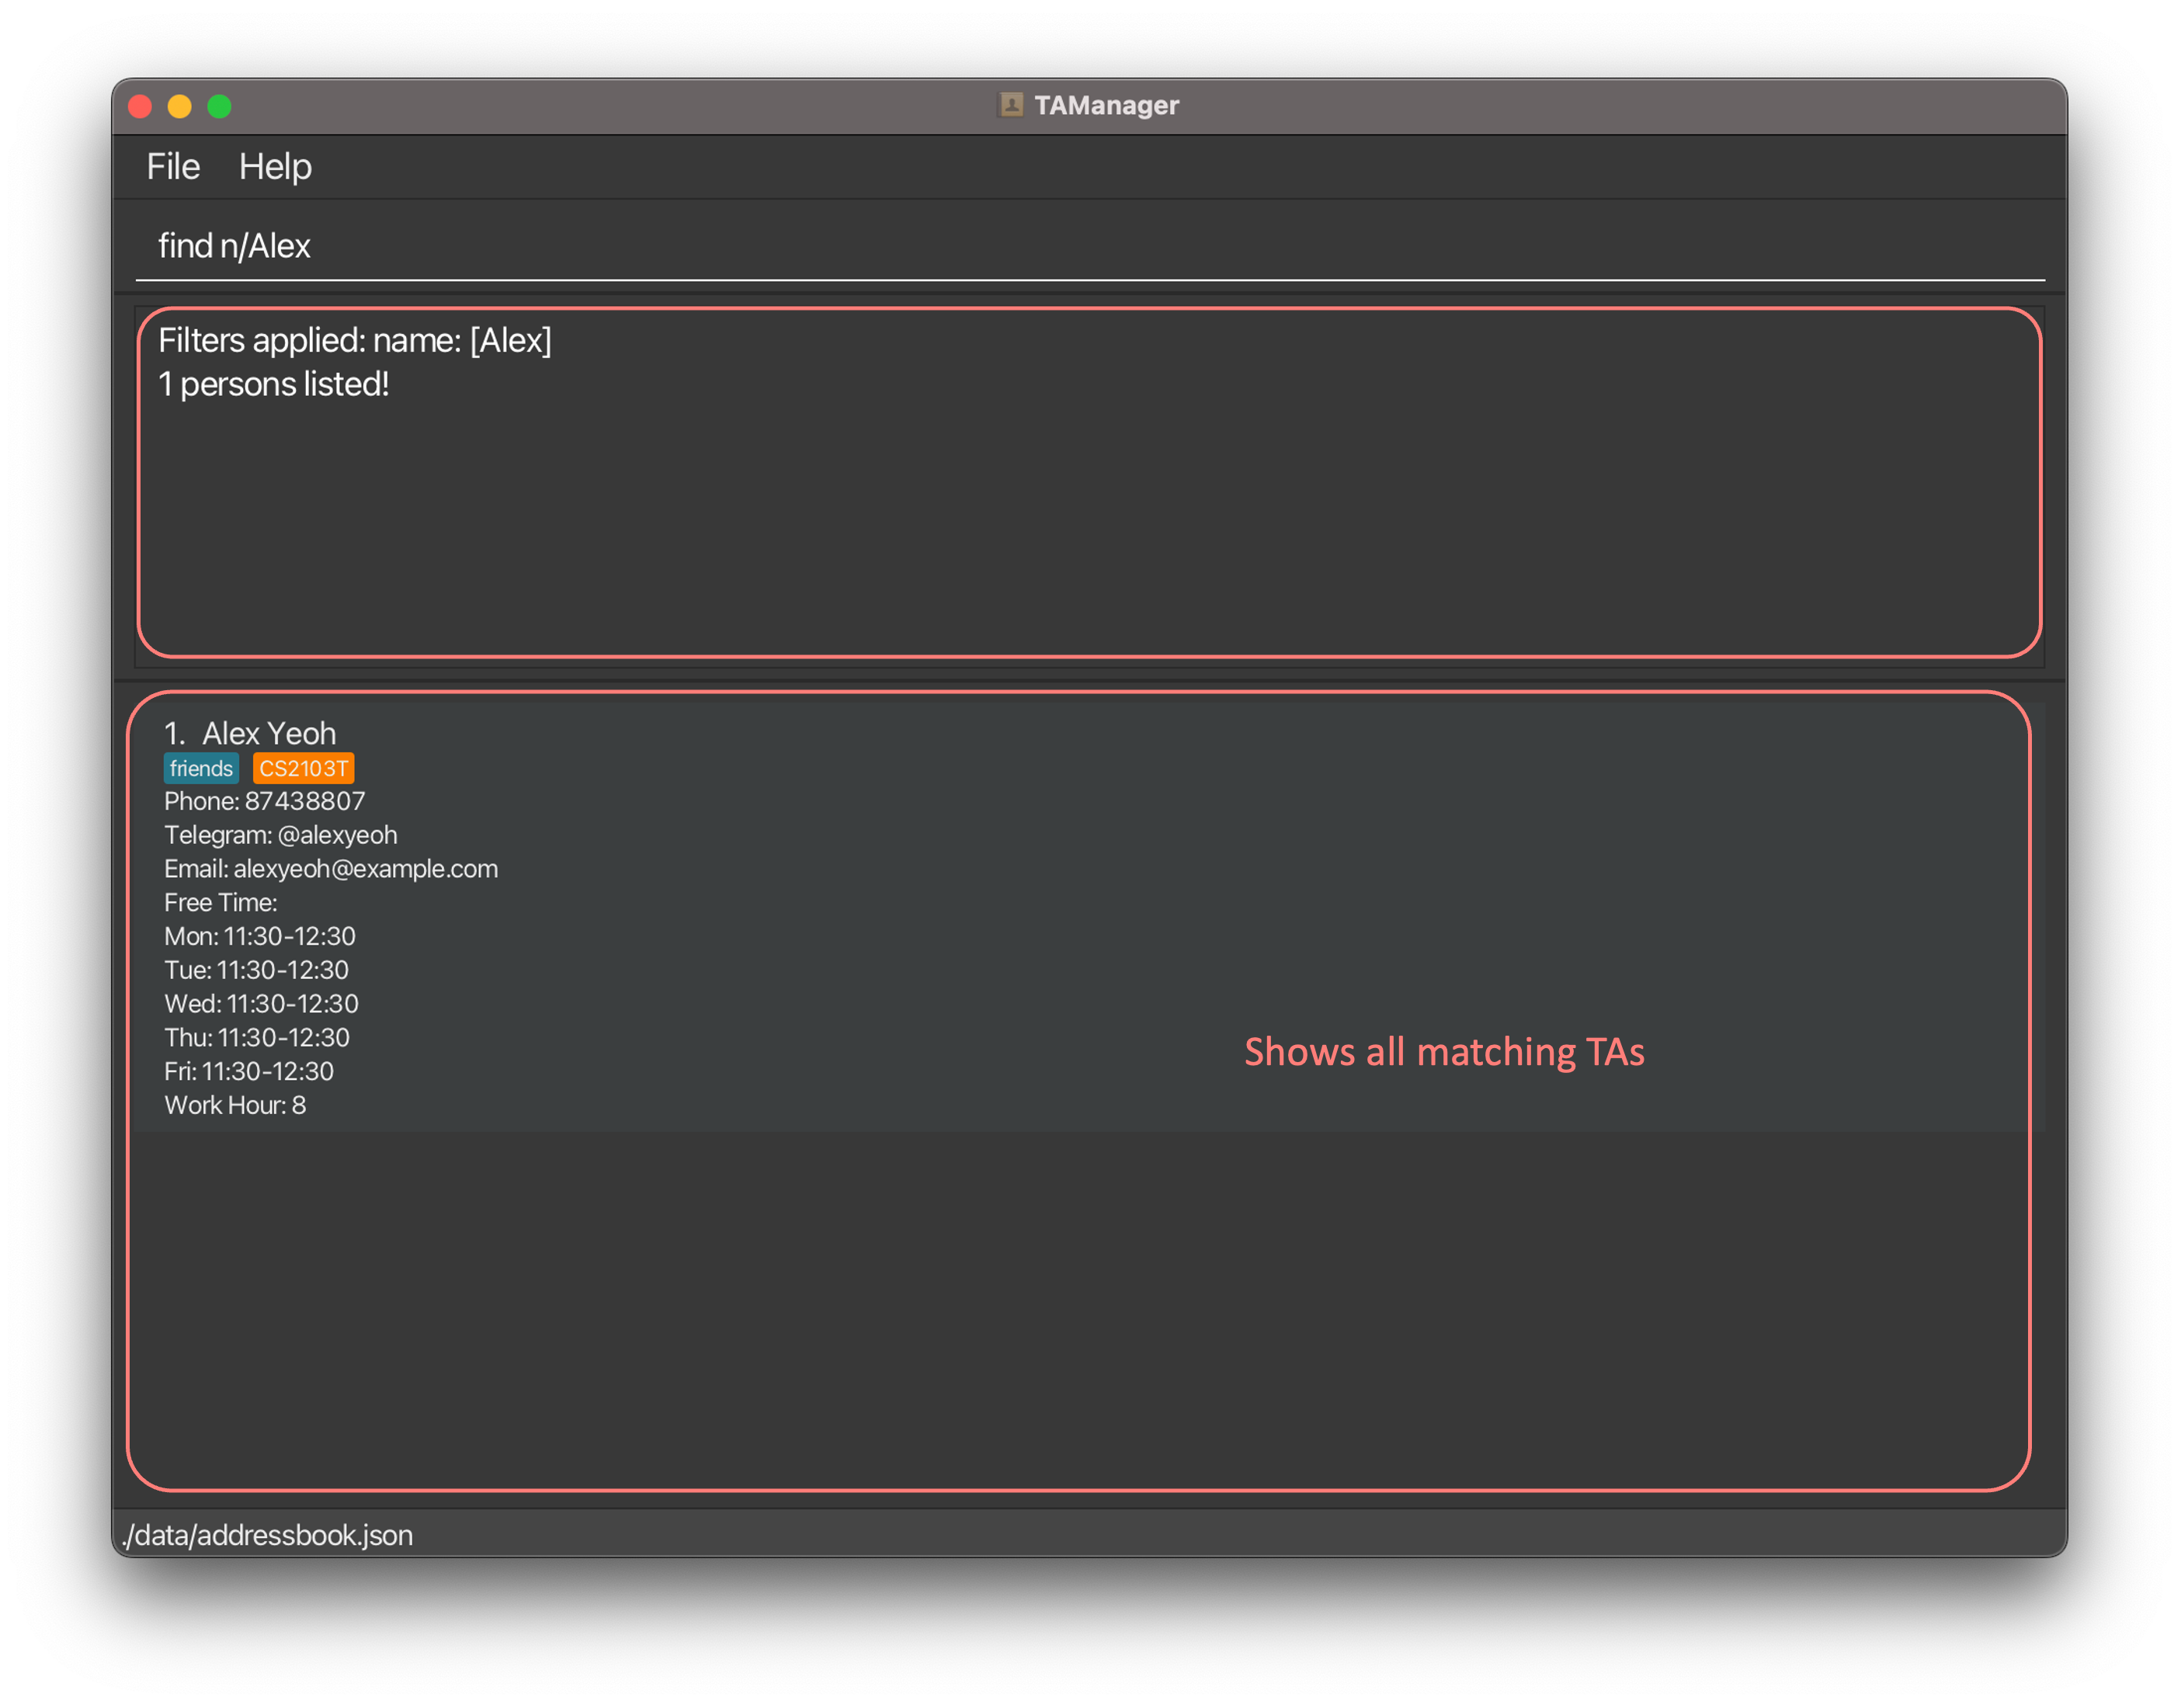 TAManager
File Help
find n/Alex
Filters applied: name: [Alex]
1 persons listed!
1. Alex Yeoh
friends CS2103T
Phone: 87438807
Telegram: @alexyeoh
Email: alexyeoh@example.com
Free Time:
Mon: 11:30-12:30
Tue: 11:30-12:30
Wed: 11:30-12:30
Thu: 11:30-12:30
Shows all matching TAs
Fri: 11:30-12:30
Work Hour: 8
./data/addressbook.json